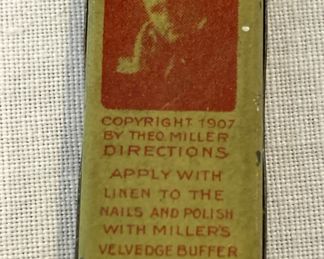 COPYRIGHT 1907
BY THEO. MILLER
DIRECTIONS
APPLY WITH
LINEN TO THE
NAILS AND POLISH
WITH MILLER'S
VELVEDGE BUFFER